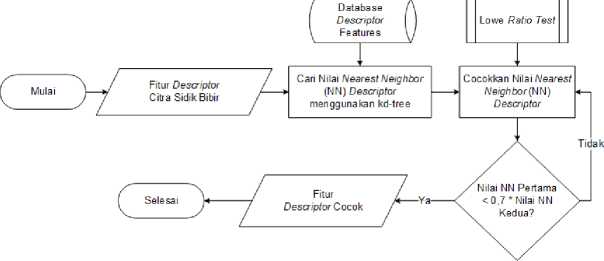 Database
Descriptor
Features
Lowe Ratio Test
Mulai
Fitur Descriptor
Citra Sidik Bibir
Cari Nilai Nearest Neighbor
(NN) Descriptor
menggunakan kd-tree
Cocokkan Nilai Nearest
Neighbor (NN)
Descriptor
Tidak
Nilai NN Pertama
< 0,7 * Nilai NN
Kedua?
Ya
Fitur
Descriptor Cocok
Selesai